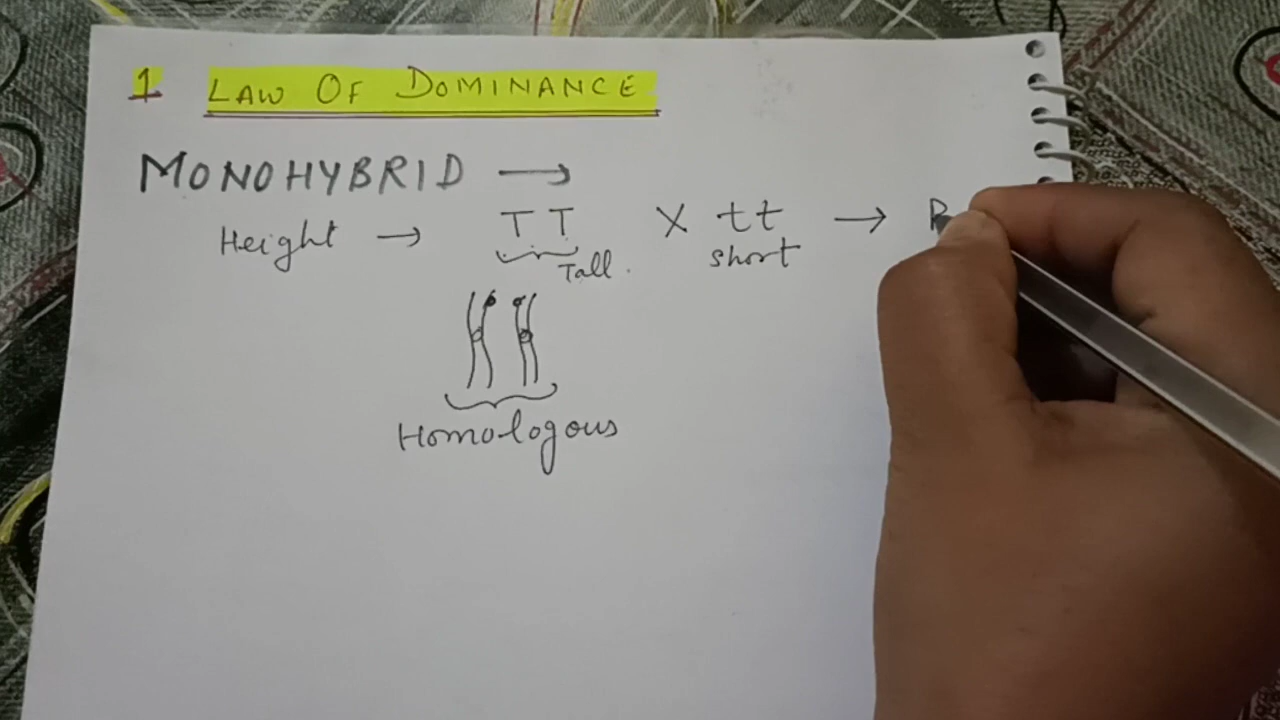 1 LAW OF DOMINANCE
MONOHYBRID →
Height → TT X tt → P
Tall. short
Homologous